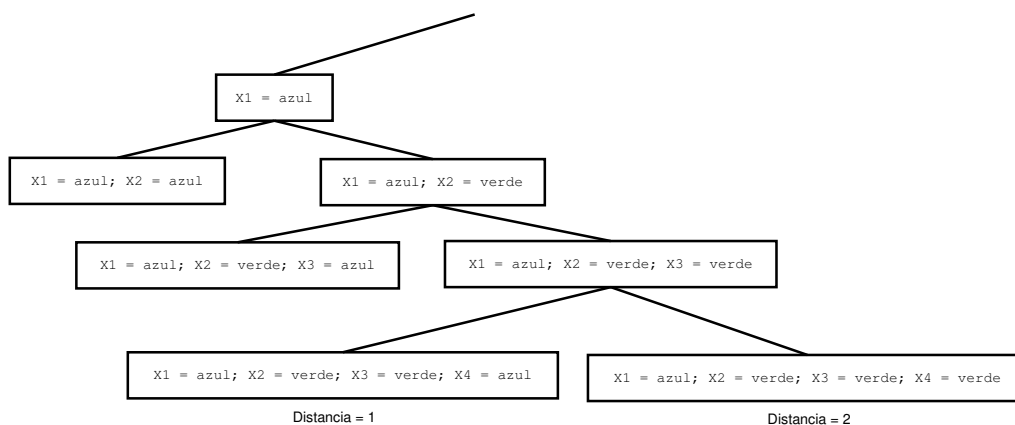 X1 = azul
X1 = azul; X2 = azul
X1 = azul; X2 = verde
X1 = azul; X2 = verde; X3 = azul
X1 = azul; X2 = verde; X3 = verde
X1 = azul; X2 = verde; X3 = verde; X4 = azul
X1 = azul; X2 = verde; X3 = verde; X4 = verde
Distancia = 1
Distancia = 2